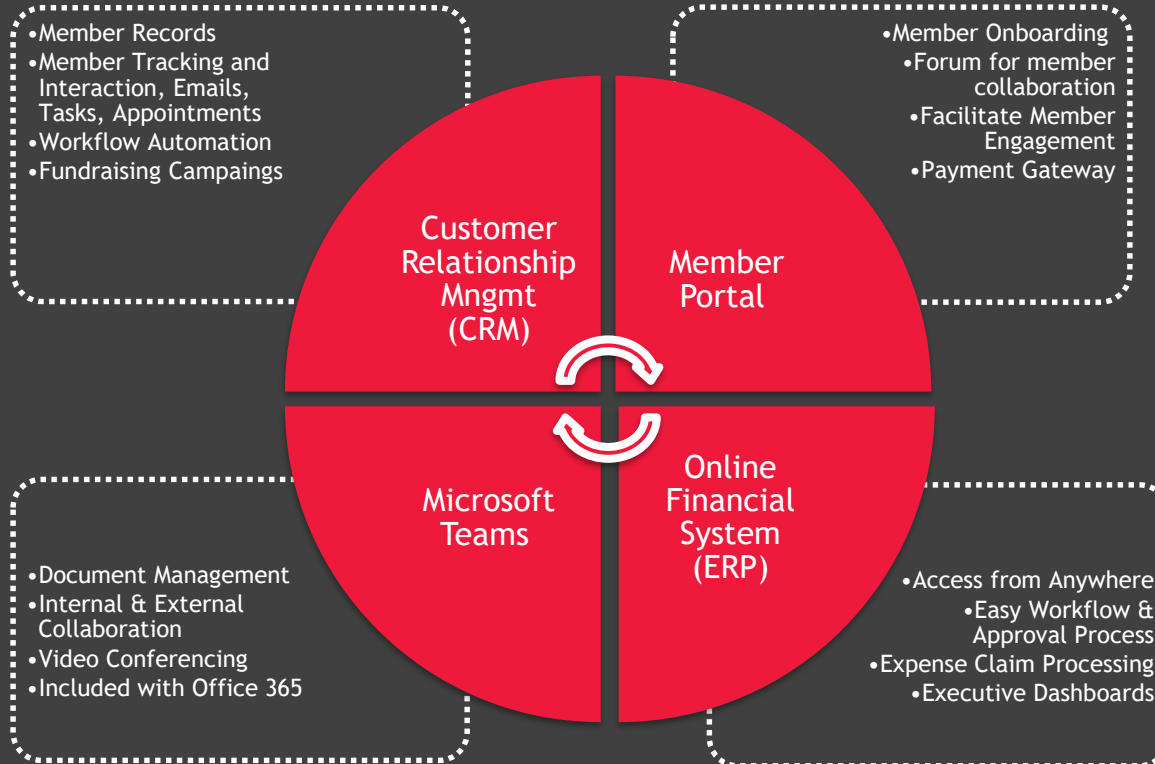 •Member Records
•Member Tracking and
Interaction, Emails,
Tasks, Appointments
•Workflow Automation
•Fundraising Campaings
•Member Onboarding
•Forum for member
collaboration
•Facilitate Member
Engagement
•Payment Gateway
Customer
Relationship
Mngmt
(CRM)
Member
Portal
Microsoft
Teams
Online
Financial
System
(ERP)
•Document Management
•Internal & External
Collaboration
•Video Conferencing
•Included with Office 365
•Access from Anywhere
•Easy Workflow &
Approval Process
•Expense Claim Processing
•Executive Dashboards